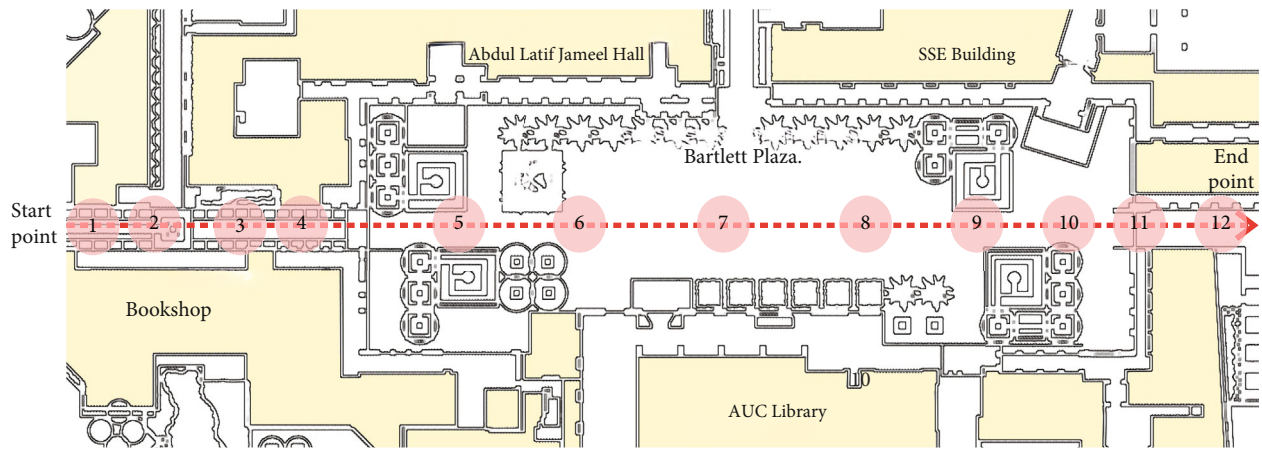 Abdul Latif Jameel Hall
SSE Building
Bartlett Plaza.
End
point
Start
point
1
2
3
4
5
6
7
8
9
10
11
12
Bookshop
10
AUC Library